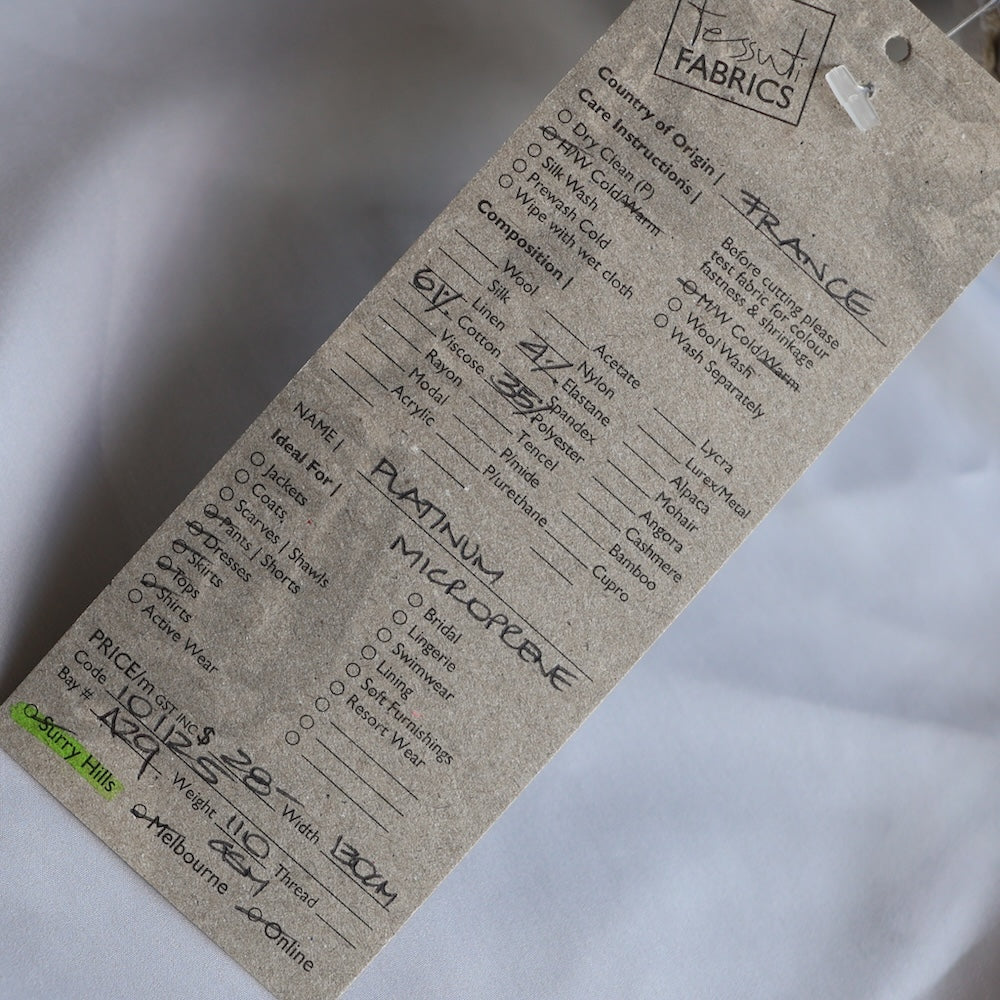 Tessuti
FABRICS
Country of Origin | FRANCE
Care Instructions |
Dry Clean (P)
H/W Cold/Warm
Silk Wash
Prewash Cold
Wipe with wet cloth
Before cutting please
test fabric for colour
fastness & shrinkage
M/W Cold/Warm
Wool Wash
Wash Separately
Composition |
Wool
Silk
Linen
61% Cotton
Viscose
Rayon
Modal
Acrylic
Acetate
Nylon
4% Elastane
Spandex
35% Polyester
Tencel
P/mide
P/urethane
Lycra
Lurex/Metal
Alpaca
Mohair
Angora
Cashmere
Bamboo
Cupro
NAME | PLATINUM
MICROPRENE
Ideal For |
Jackets
Coats
Scarves | Shawls
Pants | Shorts
Dresses
Skirts
Tops
Shirts
Active Wear
Bridal
Lingerie
Swimwear
Lining
Soft Furnishings
Resort Wear
PRICE/m GST INC $ 28- Width 130CM
Code 101125 Weight 110 GSM Thread
Bay # A29
Surry Hills
Melbourne
Online